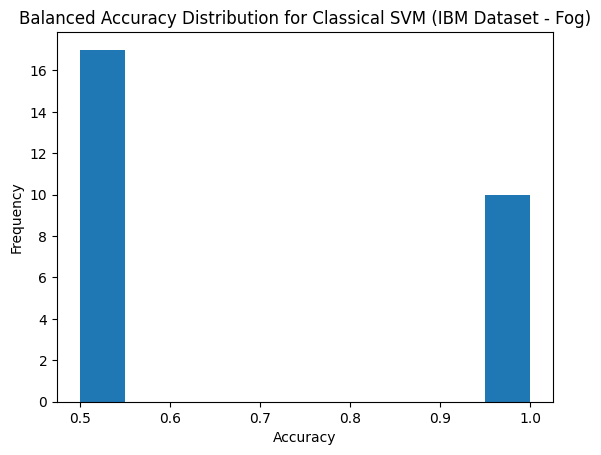 Balanced Accuracy Distribution for Classical SVM (IBM Dataset - Fog)
16
14
12
10
8
6
4
2
0
Frequency
0.5 0.6 0.7 0.8 0.9 1.0
Accuracy